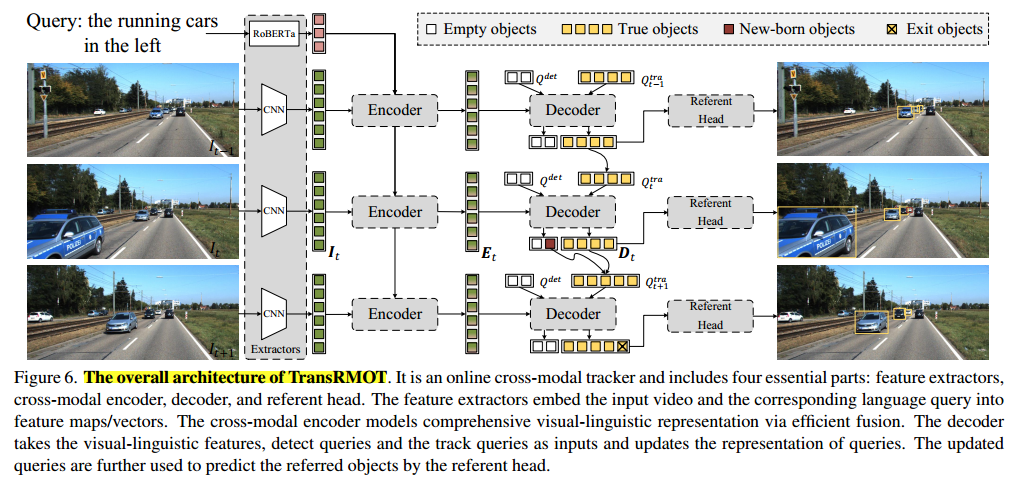 Query: the running cars
in the left
RoBERTa
Empty objects
True objects
New-born objects
Exit objects
CNN
Encoder
Q^det
Q^tra_t-1
Decoder
Referent
Head
I_t-1
CNN
Encoder
Q^det
Q^tra_t
Decoder
Referent
Head
POLIZEI
I_t
I_t
E_t
D_t
CNN
Encoder
Q^det
Q^tra_t+1
Decoder
Referent
Head
I_t+1
Extractors
Figure 6. The overall architecture of TransRMOT. It is an online cross-modal tracker and includes four essential parts: feature extractors,
cross-modal encoder, decoder, and referent head. The feature extractors embed the input video and the corresponding language query into
feature maps/vectors. The cross-modal encoder models comprehensive visual-linguistic representation via efficient fusion. The decoder
takes the visual-linguistic features, detect queries and the track queries as inputs and updates the representation of queries. The updated
queries are further used to predict the referred objects by the referent head.